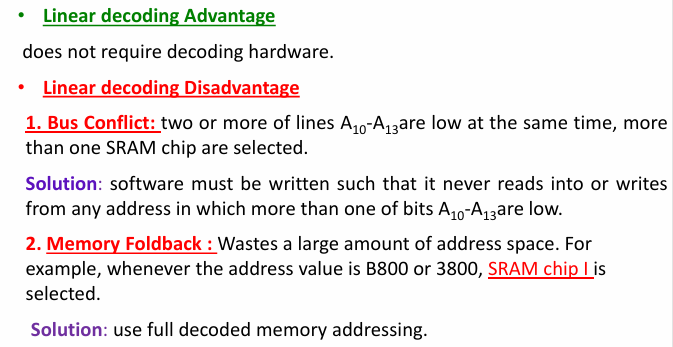 • Linear decoding Advantage
does not require decoding hardware.
• Linear decoding Disadvantage
1. Bus Conflict: two or more of lines A₁₀-A₁₃are low at the same time, more
than one SRAM chip are selected.
Solution: software must be written such that it never reads into or writes
from any address in which more than one of bits A₁₀-A₁₃are low.
2. Memory Foldback : Wastes a large amount of address space. For
example, whenever the address value is B800 or 3800, SRAM chip I is
selected.
Solution: use full decoded memory addressing.